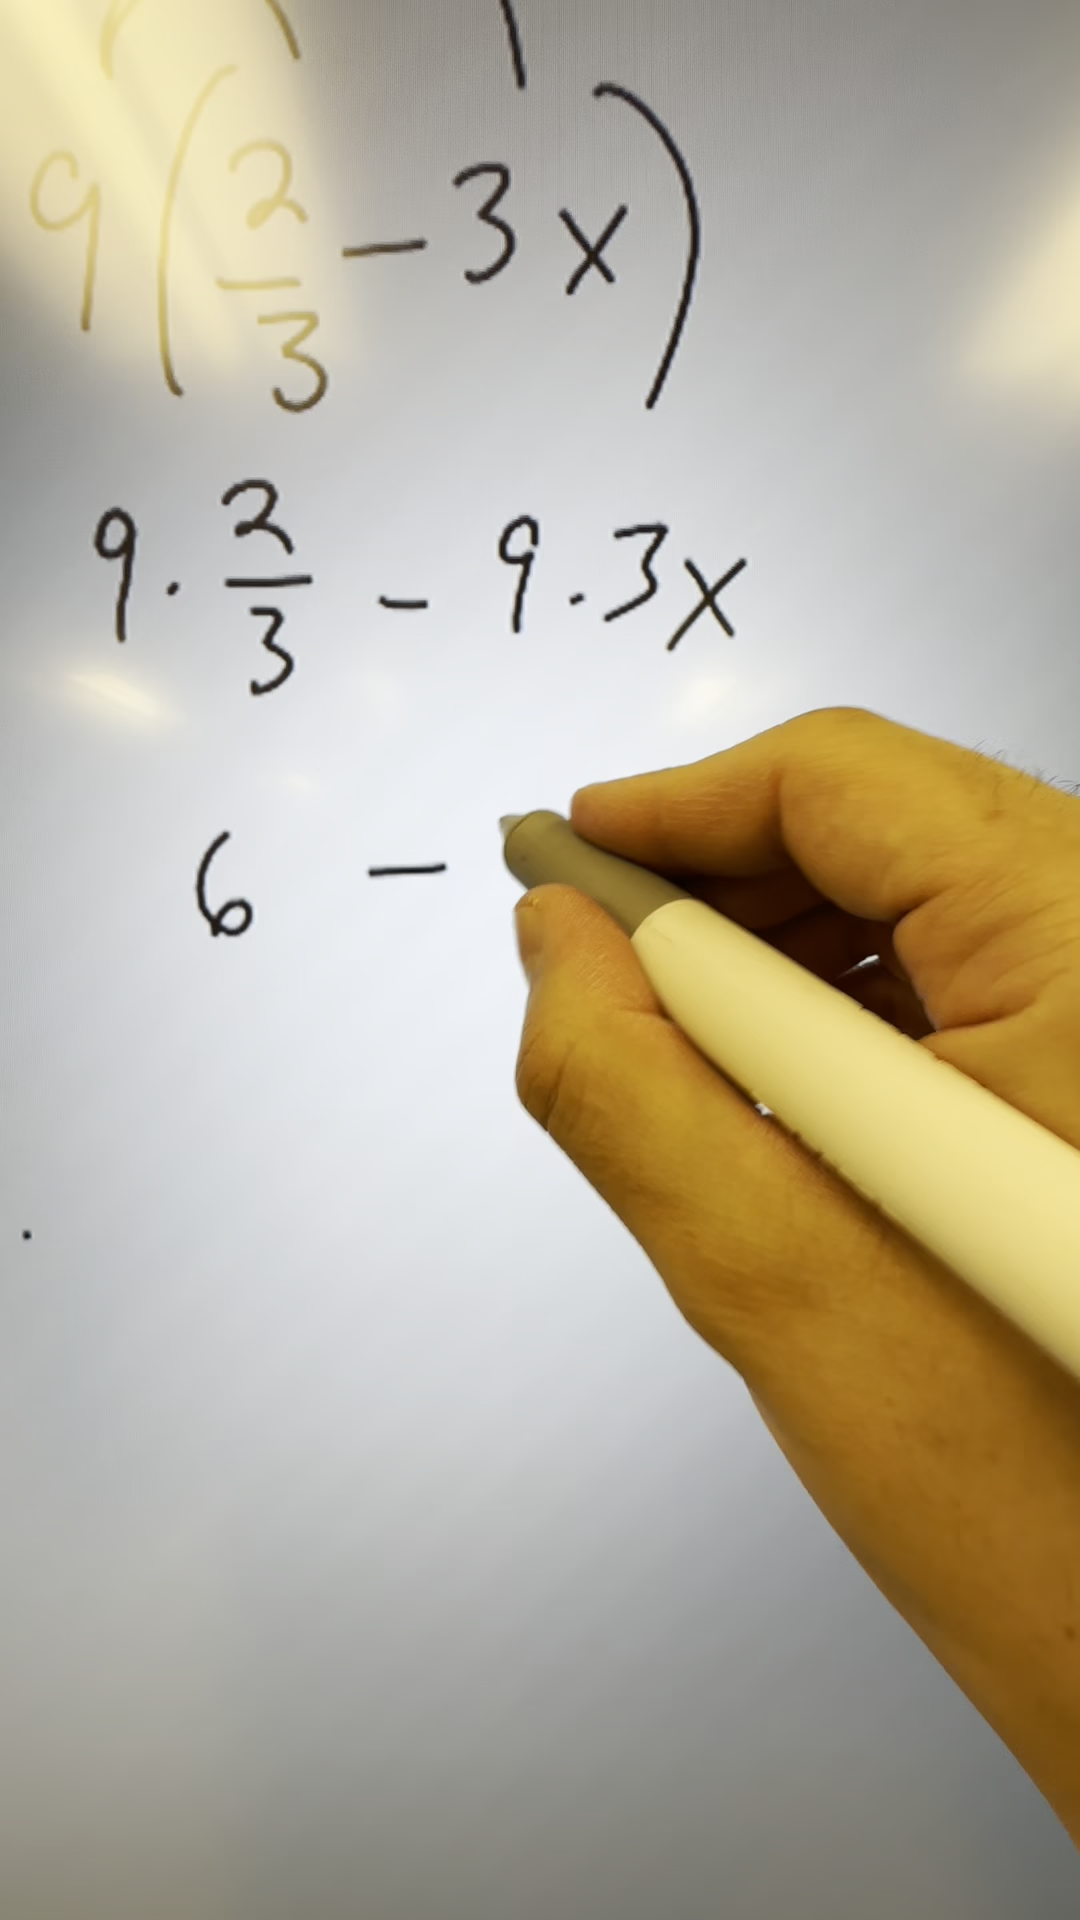 9(2/3 - 3x)
9 · 2/3 - 9 · 3x
6 -